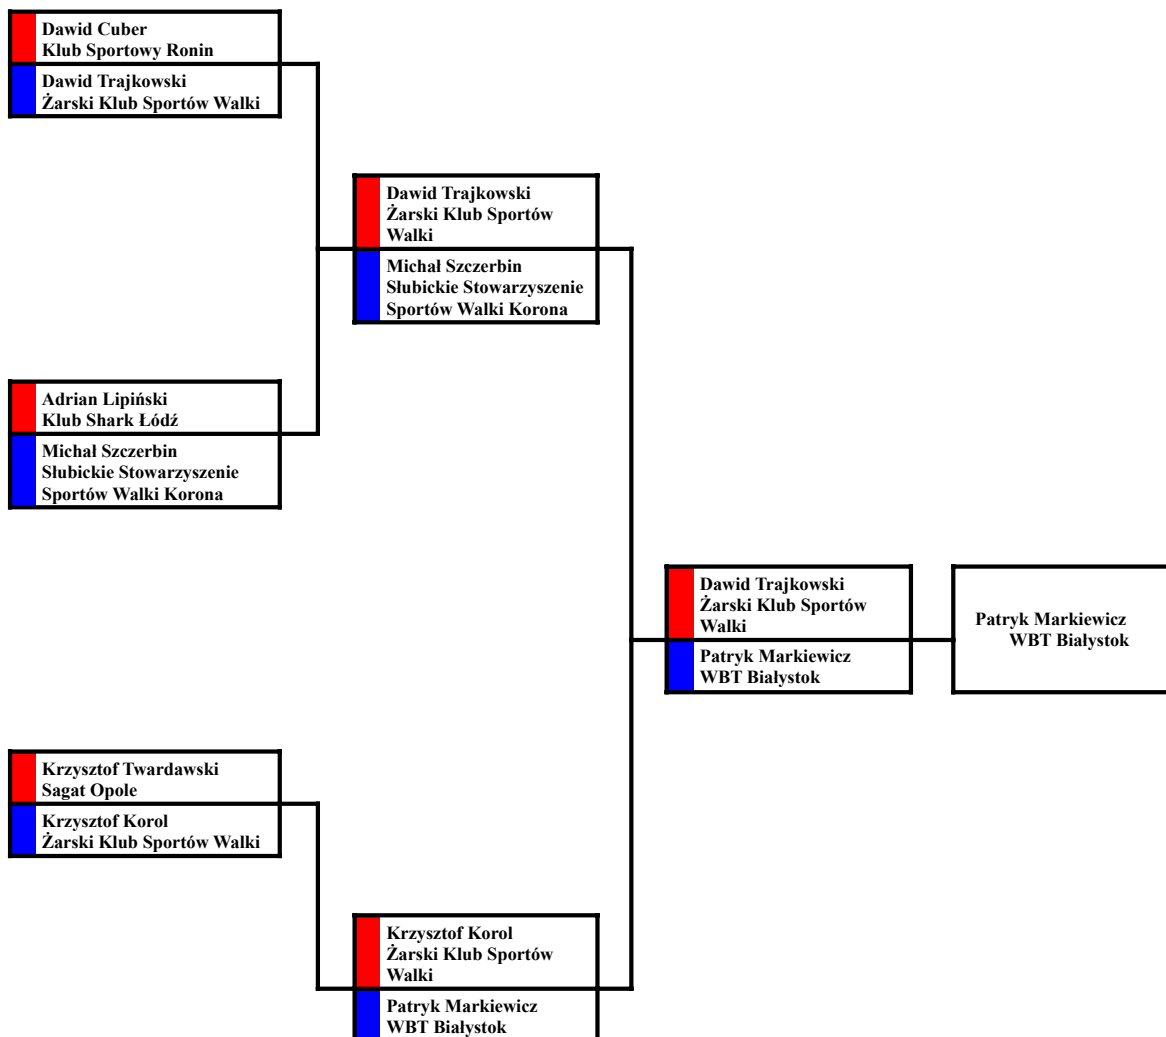 Dawid Cuber
Klub Sportowy Ronin
Dawid Trajkowski
Żarski Klub Sportów Walki
Dawid Trajkowski
Żarski Klub Sportów
Walki
Michał Szczerbin
Słubickie Stowarzyszenie
Sportów Walki Korona
Adrian Lipiński
Klub Shark Łódź
Michał Szczerbin
Słubickie Stowarzyszenie
Sportów Walki Korona
Dawid Trajkowski
Żarski Klub Sportów
Walki
Patryk Markiewicz
WBT Białystok
Patryk Markiewicz
WBT Białystok
Krzysztof Twardawski
Sagat Opole
Krzysztof Korol
Żarski Klub Sportów Walki
Krzysztof Korol
Żarski Klub Sportów
Walki
Patryk Markiewicz
WBT Białystok